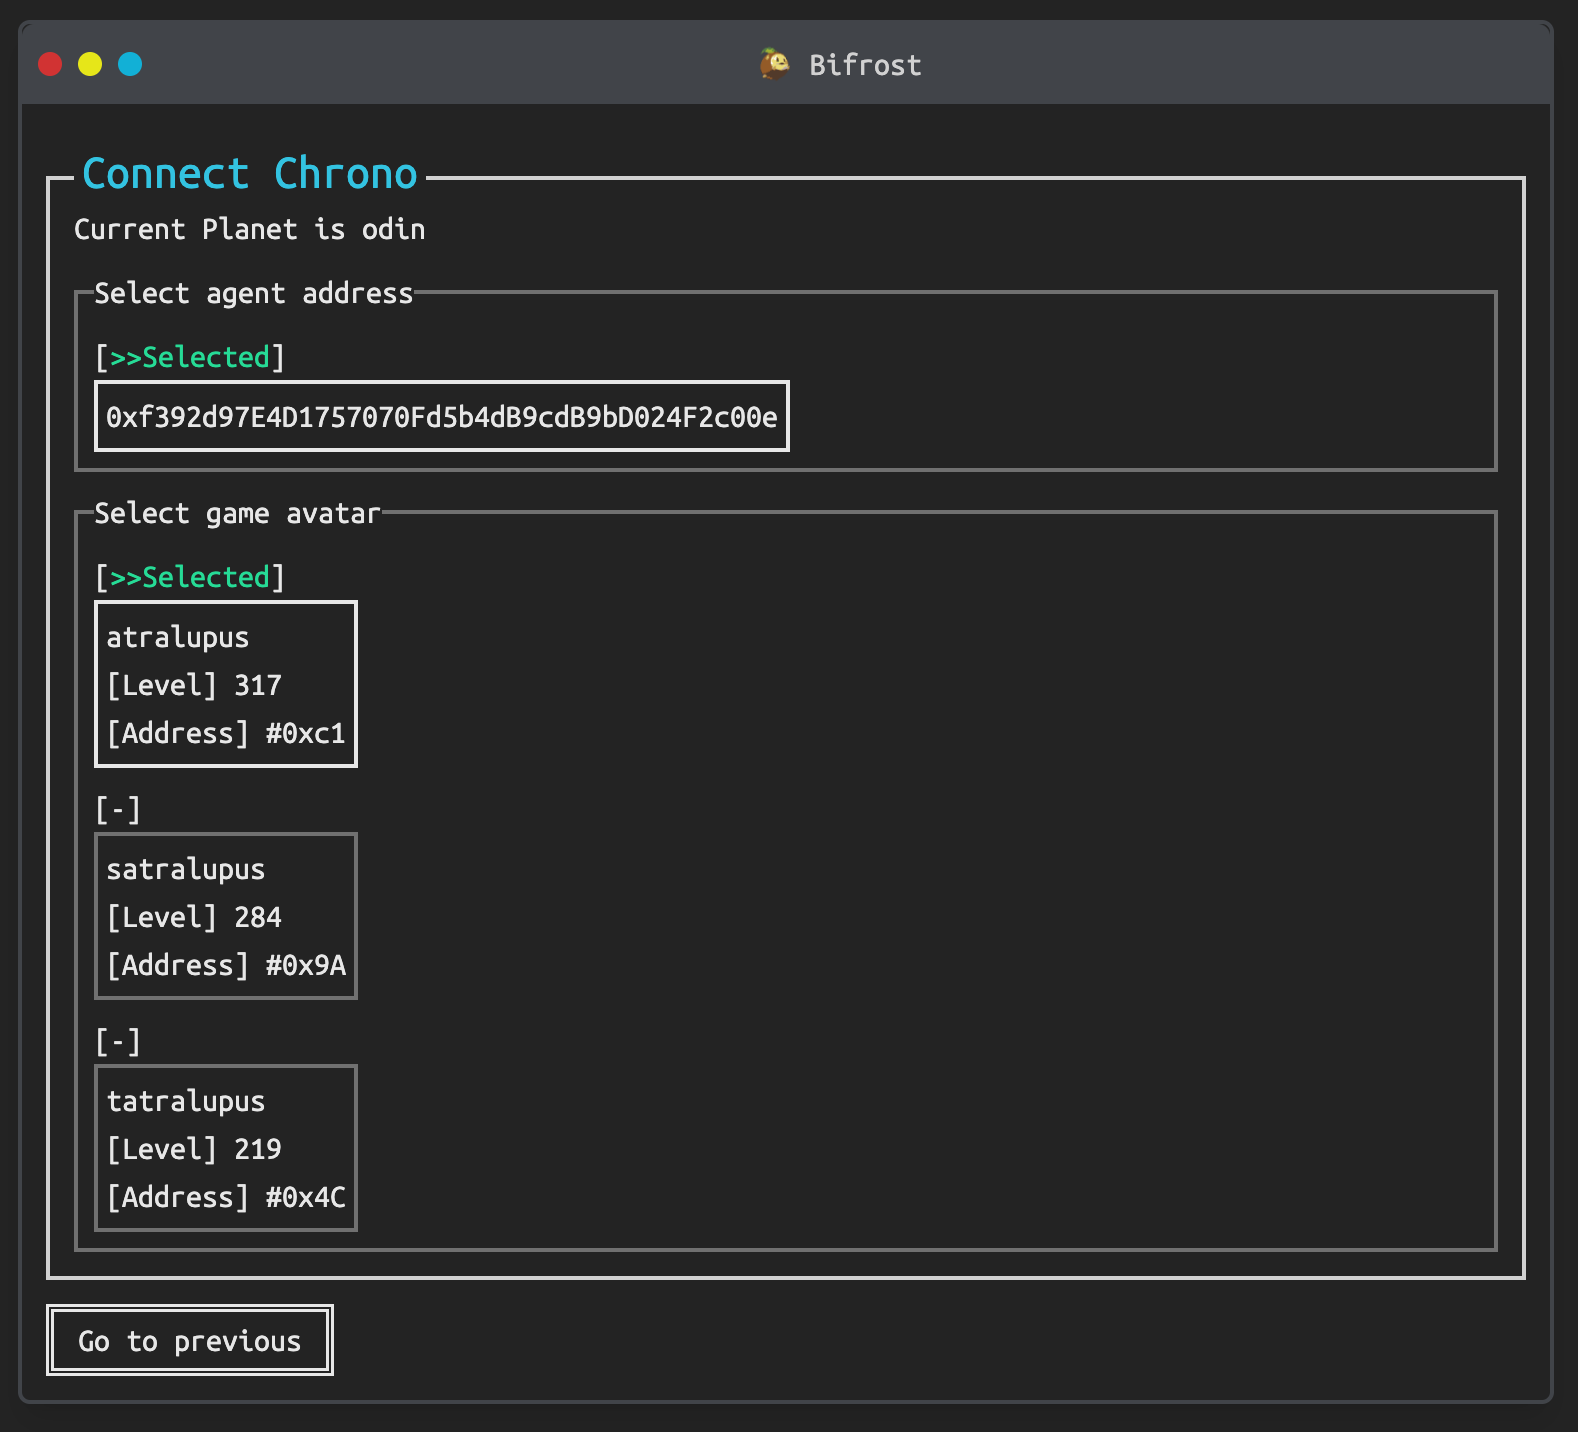 Bifrost
Connect Chrono
Current Planet is odin
Select agent address
[>>Selected]
0xf392d97E4D1757070Fd5b4dB9cdB9bD024F2c00e
Select game avatar
[>>Selected]
atralupus
[Level] 317
[Address] #0xc1
[-]
satralupus
[Level] 284
[Address] #0x9A
[-]
tatralupus
[Level] 219
[Address] #0x4C
Go to previous